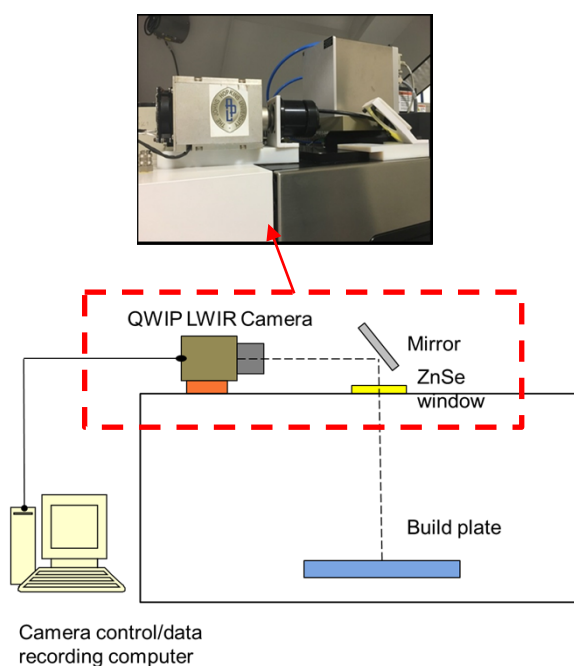 QWIP LWIR Camera
Mirror
ZnSe
window
Build plate
Camera control/data
recording computer